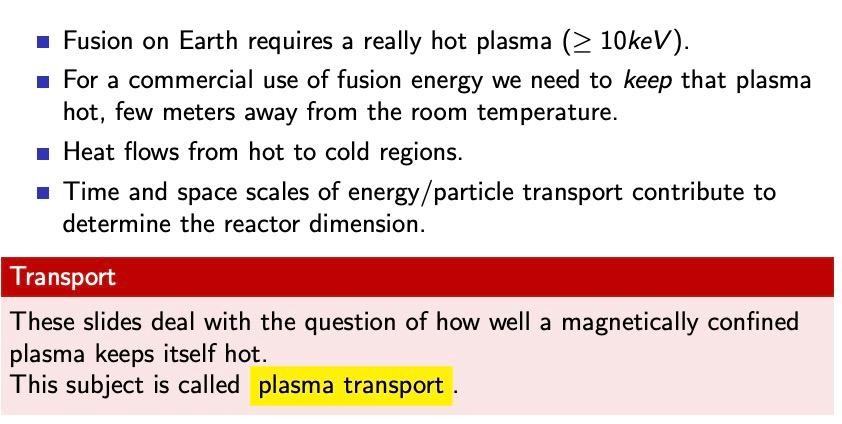 Fusion on Earth requires a really hot plasma (≥ 10keV).
For a commercial use of fusion energy we need to keep that plasma
hot, few meters away from the room temperature.
Heat flows from hot to cold regions.
Time and space scales of energy/particle transport contribute to
determine the reactor dimension.
Transport
These slides deal with the question of how well a magnetically confined
plasma keeps itself hot.
This subject is called plasma transport.